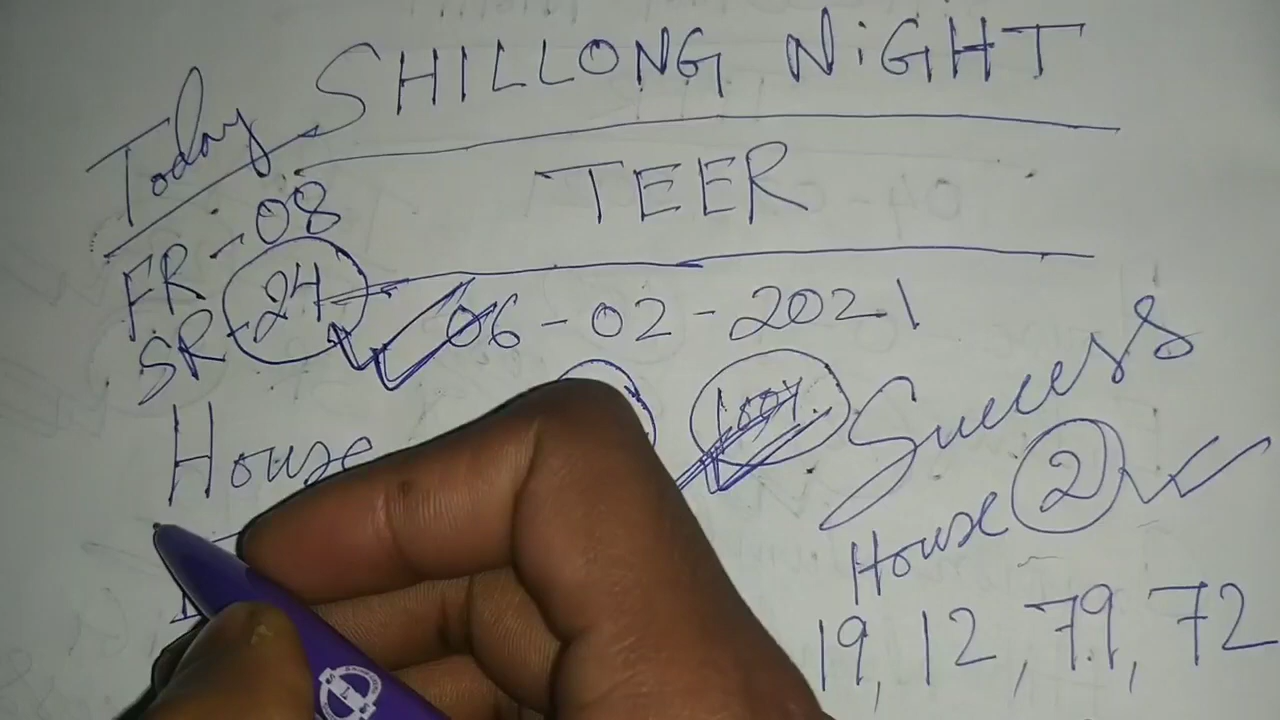 SHILLONG NiGHT
Today
TEER
FR - 08
SR - 24
06 - 02 - 2021
100%
Success
House
House 2
19, 12, 79, 72